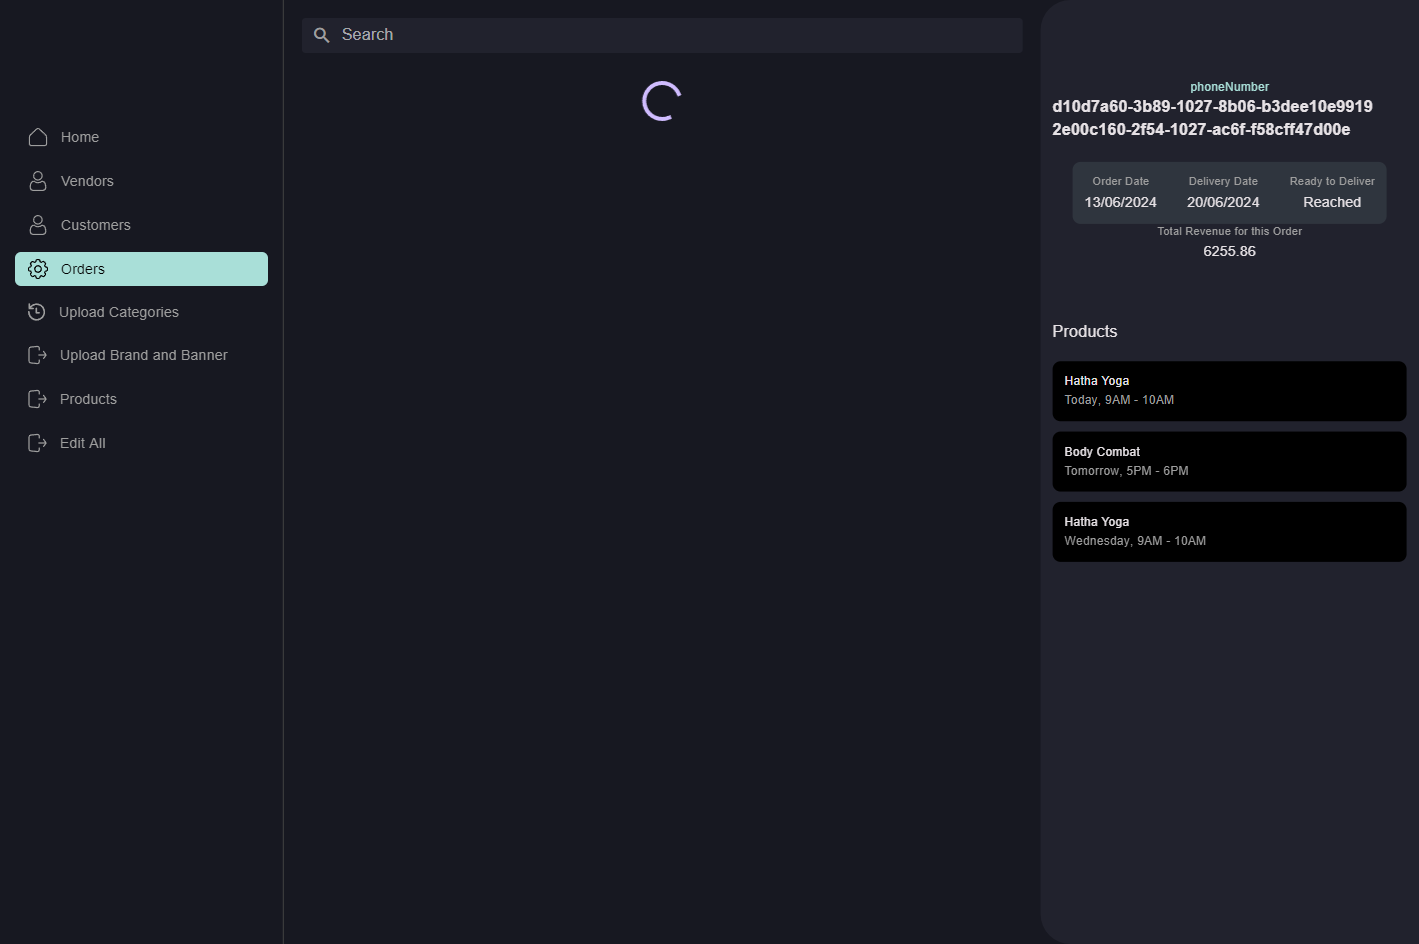 Home
Vendors
Customers
Orders
Upload Categories
Upload Brand and Banner
Products
Edit All
Search
phoneNumber
d10d7a60-3b89-1027-8b06-b3dee10e9919
2e00c160-2f54-1027-ac6f-f58cff47d00e
Order Date Delivery Date Ready to Deliver
13/06/2024 20/06/2024 Reached
Total Revenue for this Order
6255.86
Products
Hatha Yoga
Today, 9AM - 10AM
Body Combat
Tomorrow, 5PM - 6PM
Hatha Yoga
Wednesday, 9AM - 10AM